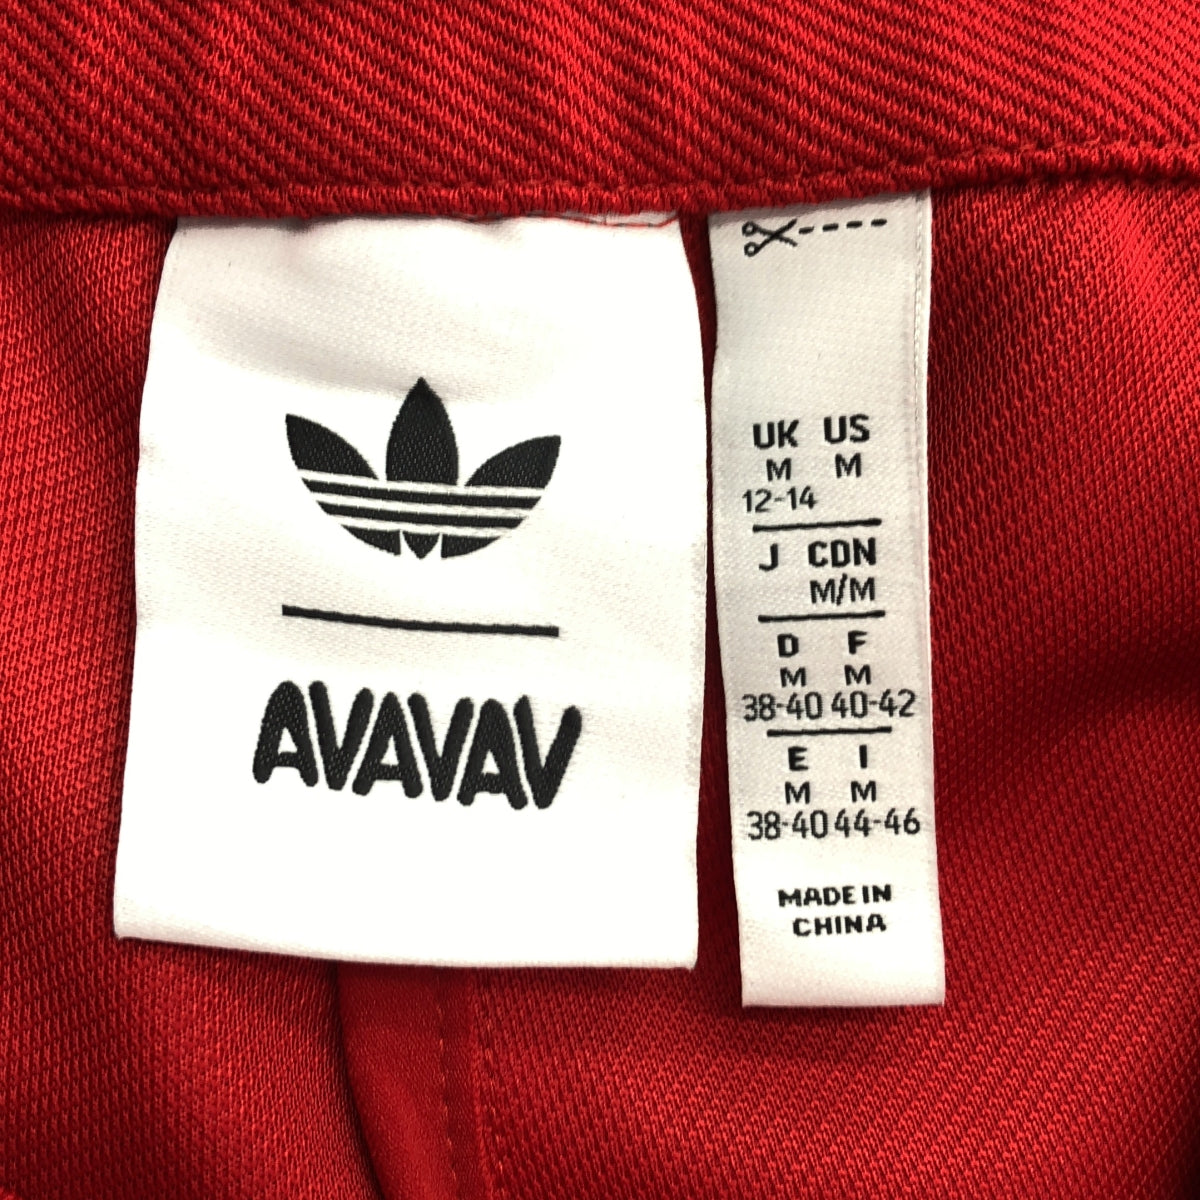 AVAVAV
UK US
M M
12-14
J CDN
M/M
D F
M M
38-40 40-42
E I
M M
38-40 44-46
MADE IN
CHINA